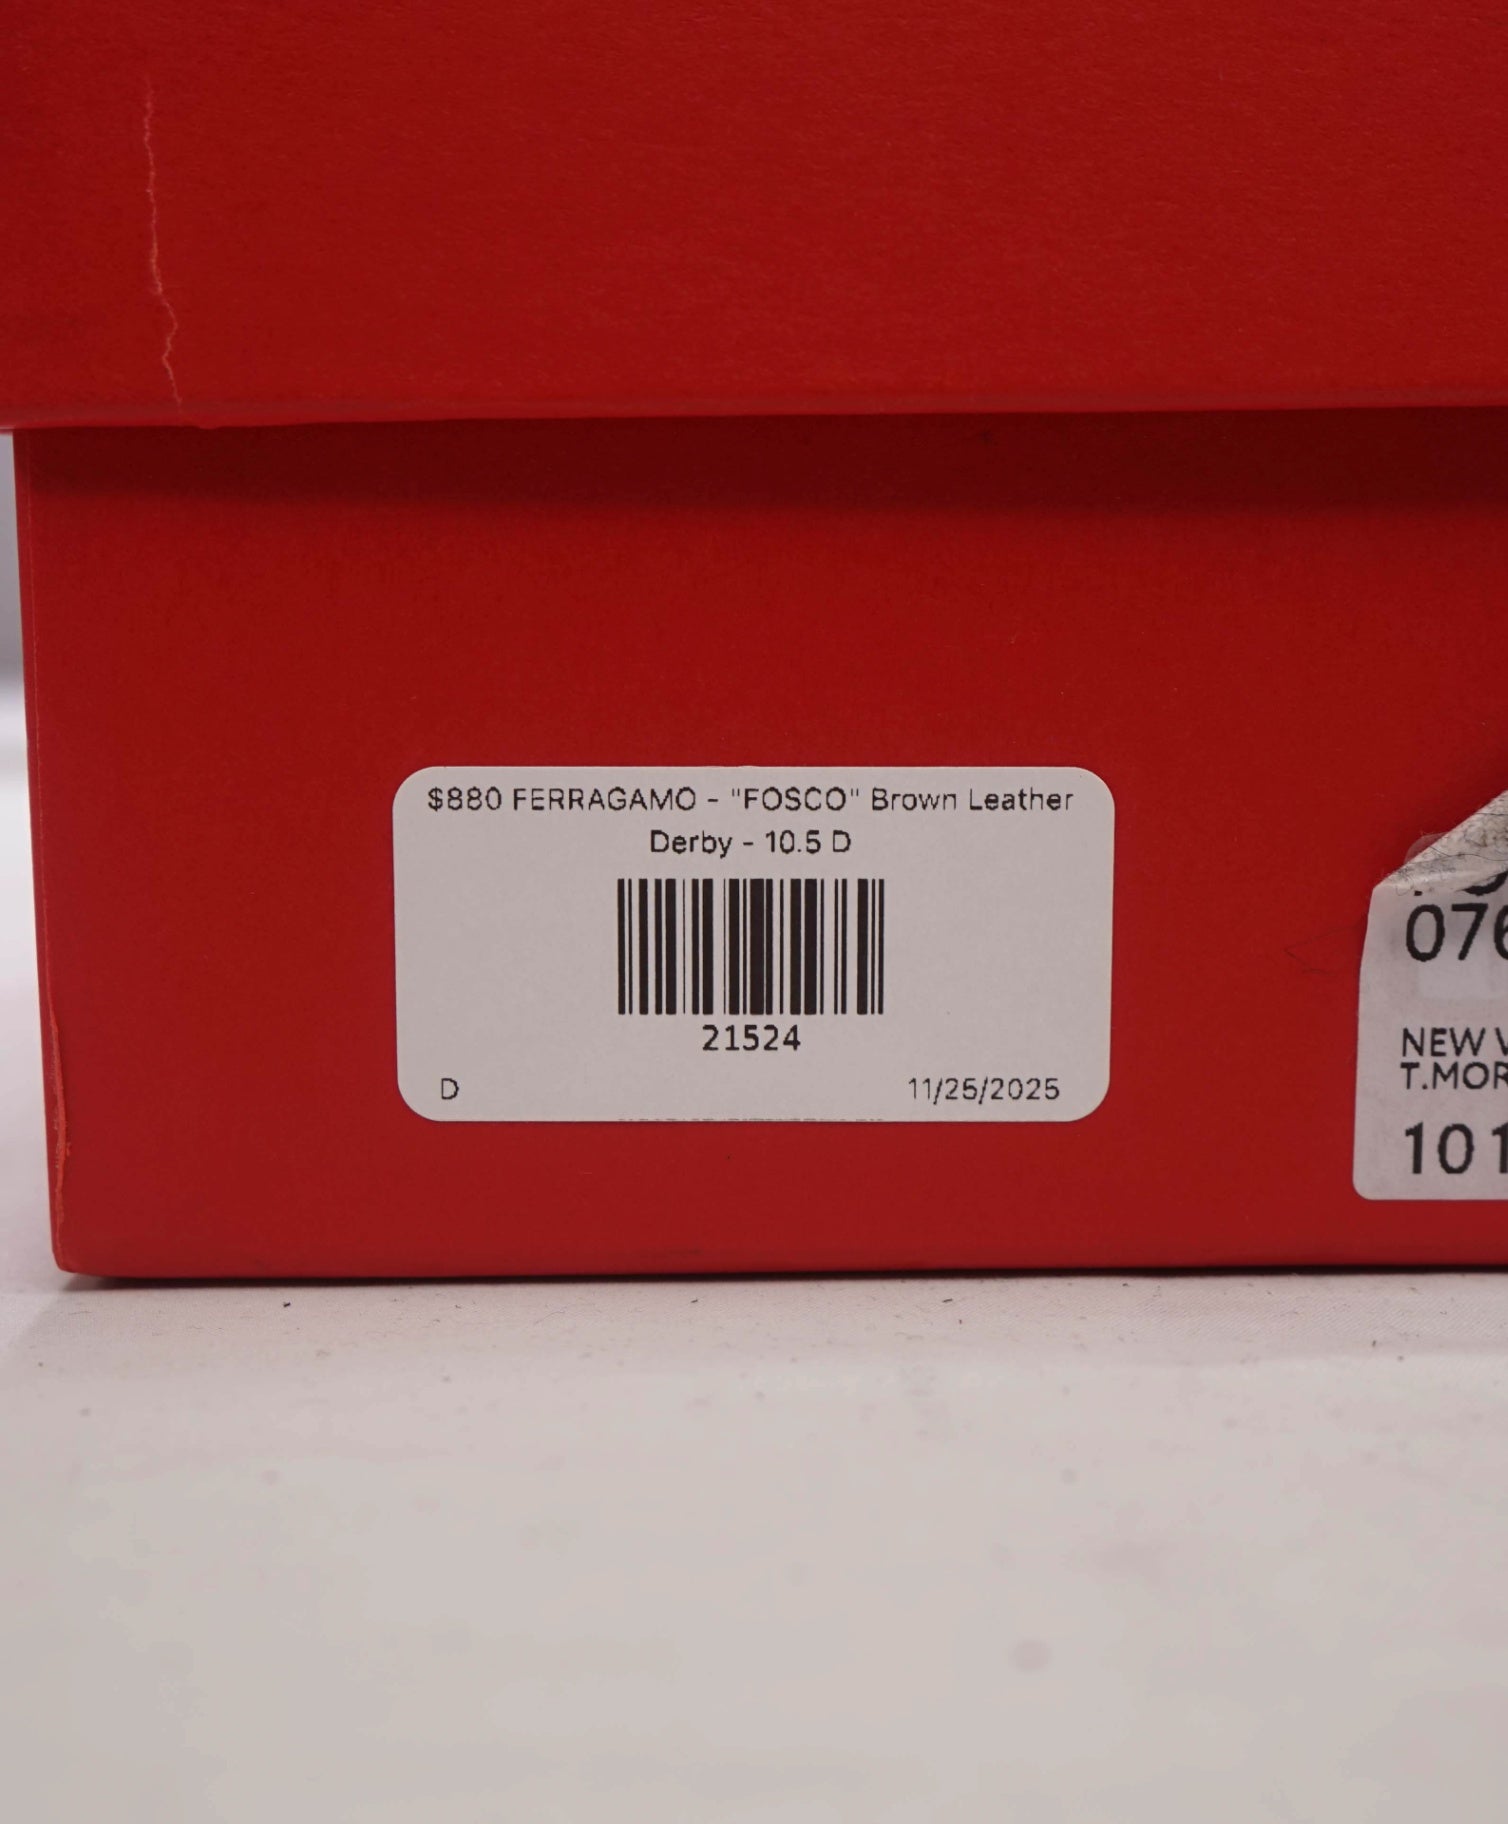 $880 FERRAGAMO - "FOSCO" Brown Leather
Derby - 10.5 D
21524
D 11/25/2025
076
NEW V
T.MOR
101